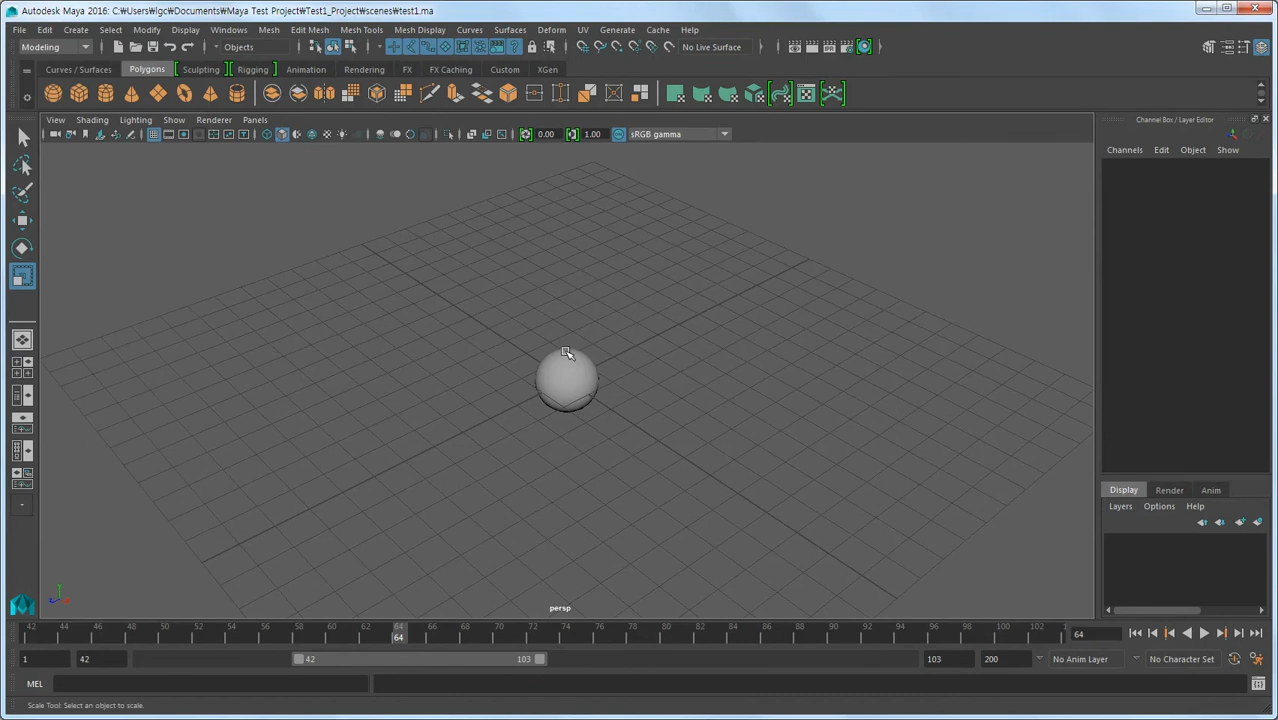 Autodesk Maya 2016: C:₩Users₩lgc₩Documents₩Maya Test Project₩Test1_Project₩scenes₩test1.ma
File Edit Create Select Modify Display Windows Mesh Edit Mesh Mesh Tools Mesh Display Curves Surfaces Deform UV Generate Cache Help
Modeling Objects No Live Surface
Curves / Surfaces Polygons Sculpting Rigging Animation Rendering FX FX Caching Custom XGen
View Shading Lighting Show Renderer Panels
0.00 1.00 sRGB gamma
Channel Box / Layer Editor
Channels Edit Object Show
Display Render Anim
Layers Options Help
persp
42 44 46 48 50 52 54 56 58 60 62 64 66 68 70 72 74 76 78 80 82 84 86 88 90 92 94 96 98 100 102 1
64 64
1 42 42 103 103 200 No Anim Layer No Character Set
MEL
Scale Tool: Select an object to scale.